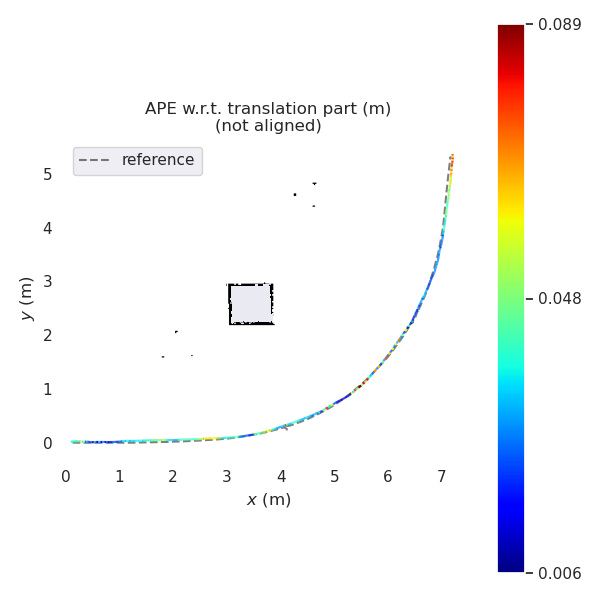 APE w.r.t. translation part (m)
(not aligned)
reference
0.089
0.048
0.006
5
4
3
2
1
0
y (m)
0 1 2 3 4 5 6 7
x (m)